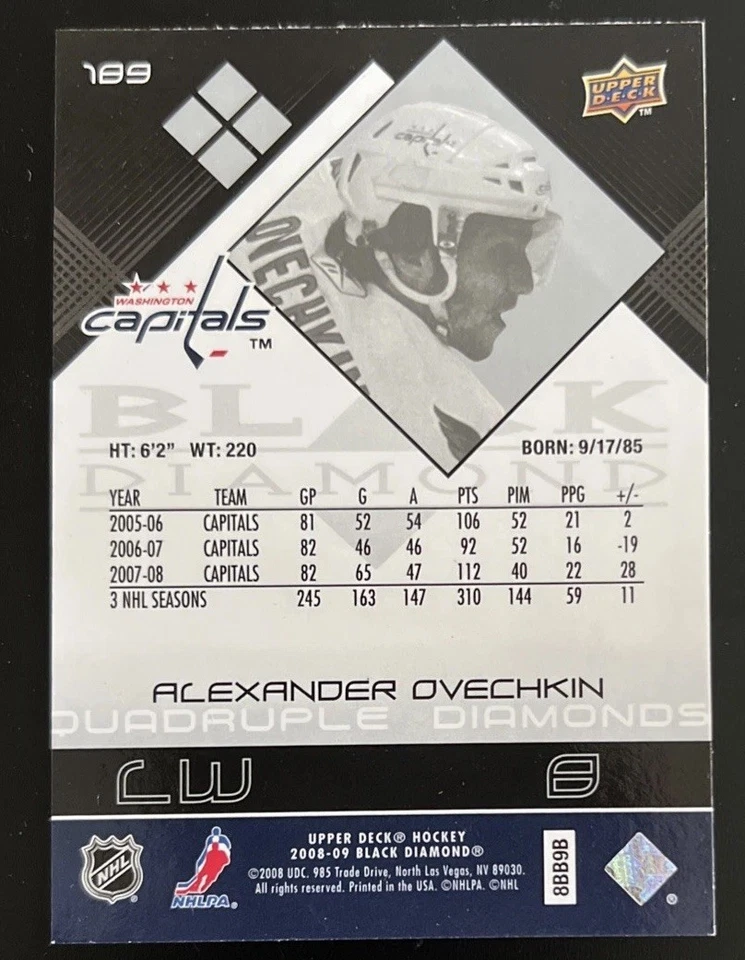 189
UPPER
D·E·C·K
TM
capitals
OVECHKIN
WASHINGTON
capitals TM
BLACK
DIAMOND
HT: 6'2" WT: 220
BORN: 9/17/85
YEAR TEAM GP G A PTS PIM PPG +/-
2005-06 CAPITALS 81 52 54 106 52 21 2
2006-07 CAPITALS 82 46 46 92 52 16 -19
2007-08 CAPITALS 82 65 47 112 40 22 28
3 NHL SEASONS 245 163 147 310 144 59 11
ALEXANDER OVECHKIN
QUADRUPLE DIAMONDS
LW 8
NHL
NHLPA
UPPER DECK® HOCKEY
2008-09 BLACK DIAMOND®
©2008 UDC. 985 Trade Drive, North Las Vegas, NV 89030.
All rights reserved. Printed in the USA. ©NHLPA. ©NHL
8BB9B
®